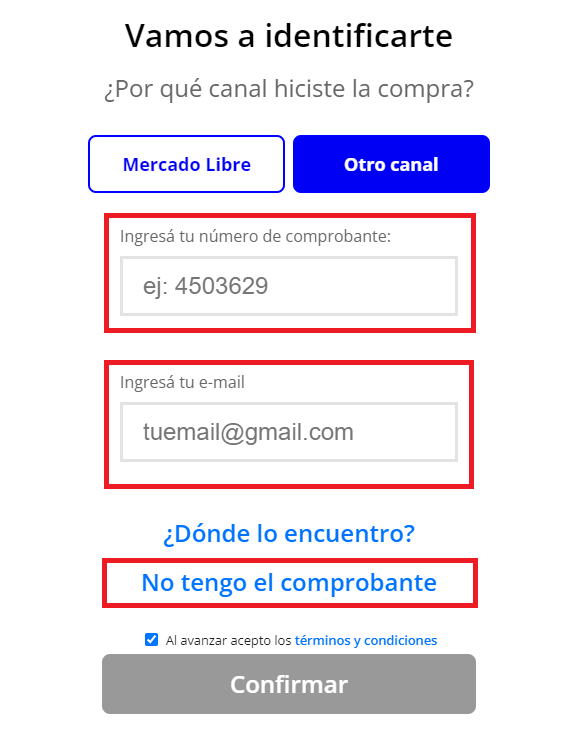 Vamos a identificarte
¿Por qué canal hiciste la compra?
Mercado Libre
Otro canal
Ingresá tu número de comprobante:
ej: 4503629
Ingresá tu e-mail
tuemail@gmail.com
¿Dónde lo encuentro?
No tengo el comprobante
Al avanzar acepto los términos y condiciones
Confirmar